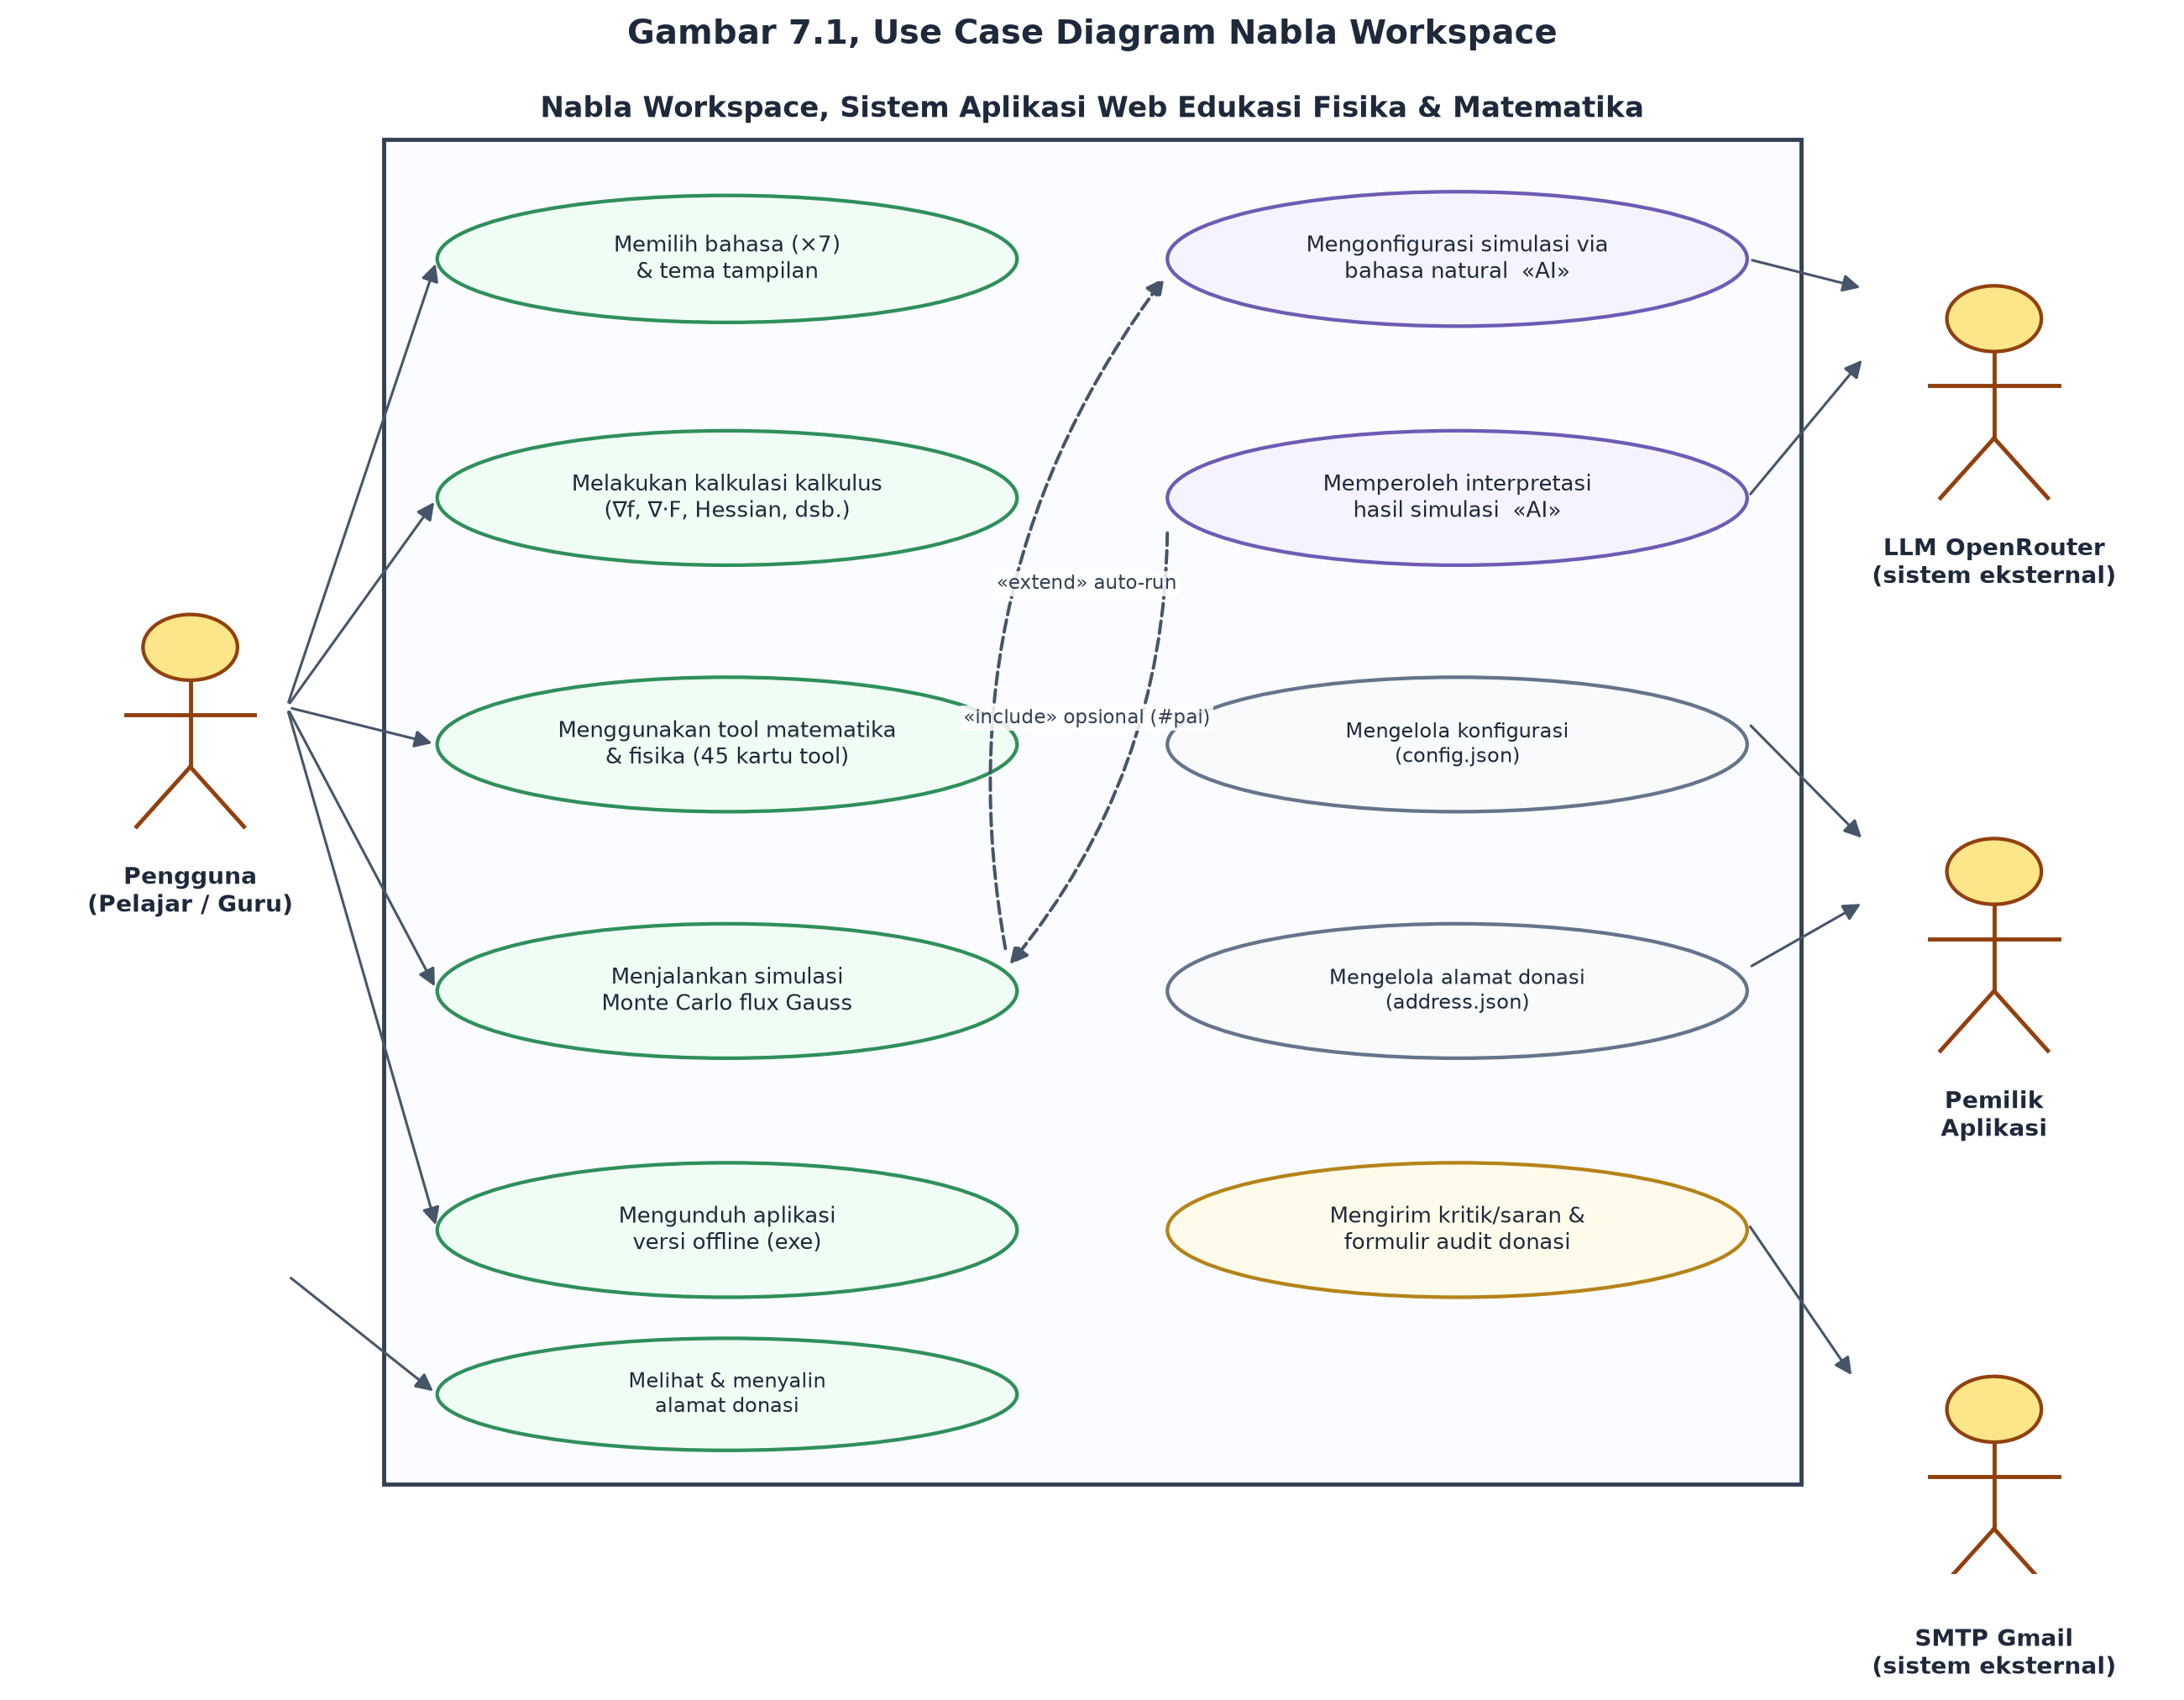 Gambar 7.1, Use Case Diagram Nabla Workspace
Nabla Workspace, Sistem Aplikasi Web Edukasi Fisika & Matematika
Memilih bahasa (×7)
& tema tampilan
Mengonfigurasi simulasi via
bahasa natural «AI»
Melakukan kalkulasi kalkulus
(∇f, ∇·F, Hessian, dsb.)
Memperoleh interpretasi
hasil simulasi «AI»
LLM OpenRouter
(sistem eksternal)
«extend» auto-run
«include» opsional (#pai)
Menggunakan tool matematika
& fisika (45 kartu tool)
Mengelola konfigurasi
(config.json)
Pengguna
(Pelajar / Guru)
Menjalankan simulasi
Monte Carlo flux Gauss
Mengelola alamat donasi
(address.json)
Pemilik
Aplikasi
Mengunduh aplikasi
versi offline (exe)
Mengirim kritik/saran &
formulir audit donasi
Melihat & menyalin
alamat donasi
SMTP Gmail
(sistem eksternal)